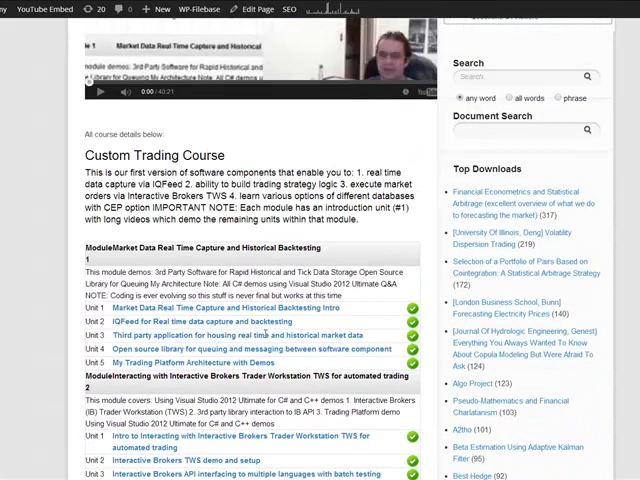 my YouTube Embed 20 0 New WP-Filebase Edit Page SEO
le 1 Market Data Real Time Capture and Historical
module demos: 3rd Party Software for Rapid Historical and
Library for Queuing My Architecture Note: All C# demos
0:00 / 40:21
You
All course details below:
Custom Trading Course
This is our first version of software components that enable you to: 1. real time
data capture via IQFeed 2. ability to build trading strategy logic 3. execute market
orders via Interactive Brokers TWS 4. learn various options of different databases
with CEP option IMPORTANT NOTE: Each module has an introduction unit (#1)
with long videos which demo the remaining units within that module.
ModuleMarket Data Real Time Capture and Historical Backtesting
1
This module demos: 3rd Party Software for Rapid Historical and Tick Data Storage Open Source
Library for Queuing My Architecture Note: All C# demos using Visual Studio 2012 Ultimate Q&A
NOTE: Coding is ever evolving so this stuff is never final but works at this time
Unit 1 Market Data Real Time Capture and Historical Backtesting Intro
Unit 2 IQFeed for Real time data capture and backtesting
Unit 3 Third party application for housing real time and historical market data
Unit 4 Open source library for queuing and messaging between software component
Unit 5 My Trading Platform Architecture with Demos
ModuleInteracting with Interactive Brokers Trader Workstation TWS for automated trading
2
This module covers: Using Visual Studio 2012 Ultimate for C# and C++ demos 1. Interactive Brokers
(IB) Trader Workstation (TWS) 2. 3rd party library interaction to IB API 3. Trading Platform demo
Using Visual Studio 2012 Ultimate for C# and C++ demos
Unit 1 Intro to Interacting with Interactive Brokers Trader Workstation TWS for
automated trading
Unit 2 Interactive Brokers TWS demo and setup
Unit 3 Interactive Brokers API interfacing to multiple languages with batch testing
Search
Search...
any word all words phrase
Document Search
Top Downloads
Financial Econometrics and Statistical
Arbitrage (excellent overview of what we do
to forecasting the market) (317)
[University Of Illinois, Deng] Volatility
Dispersion Trading (219)
Selection of a Portfolio of Pairs Based on
Cointegration: A Statistical Arbitrage Strategy
(172)
[London Business School, Bunn]
Forecasting Electricity Prices (140)
[Journal Of Hydrologic Engineering, Genest]
Everything You Always Wanted To Know
About Copula Modeling But Were Afraid To
Ask (134)
Algo Project (123)
Pseudo-Mathematics and Financial
Charlatanism (103)
A2tho (101)
Beta Estimation Using Adaptive Kalman
Filter (95)
Best Hedge (92)